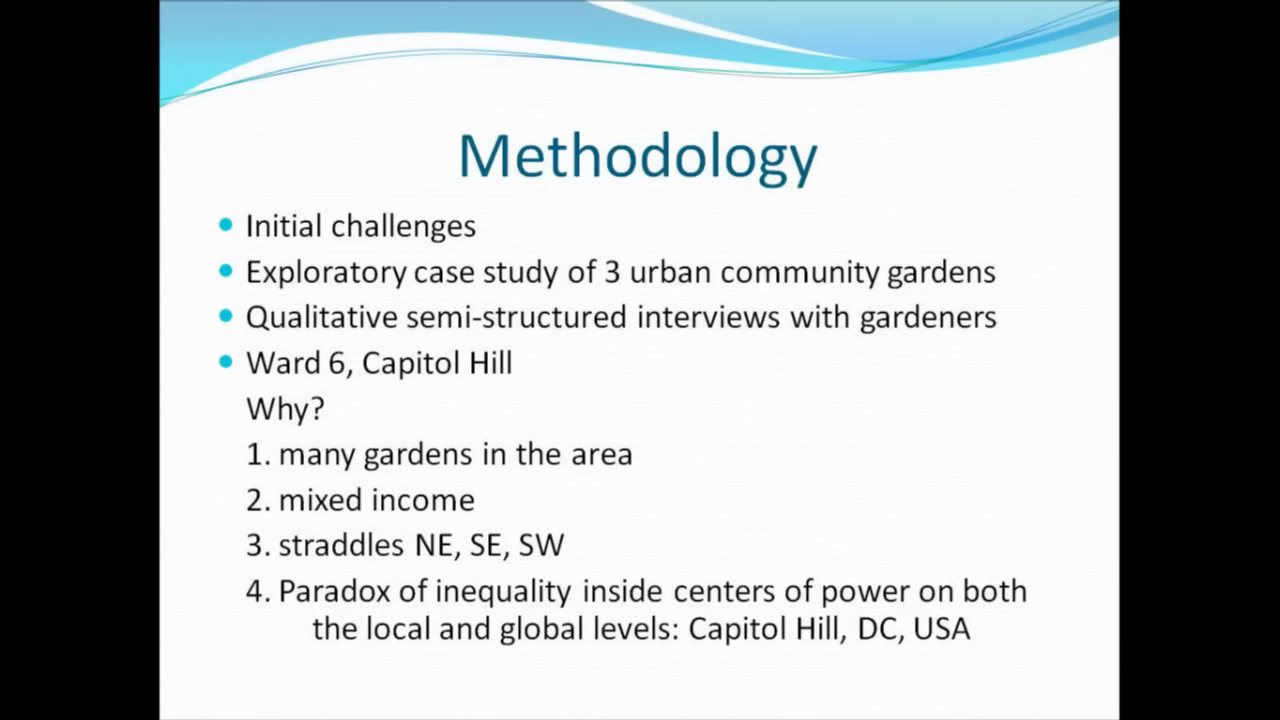 Methodology
Initial challenges
Exploratory case study of 3 urban community gardens
Qualitative semi-structured interviews with gardeners
Ward 6, Capitol Hill
Why?
1. many gardens in the area
2. mixed income
3. straddles NE, SE, SW
4. Paradox of inequality inside centers of power on both
the local and global levels: Capitol Hill, DC, USA